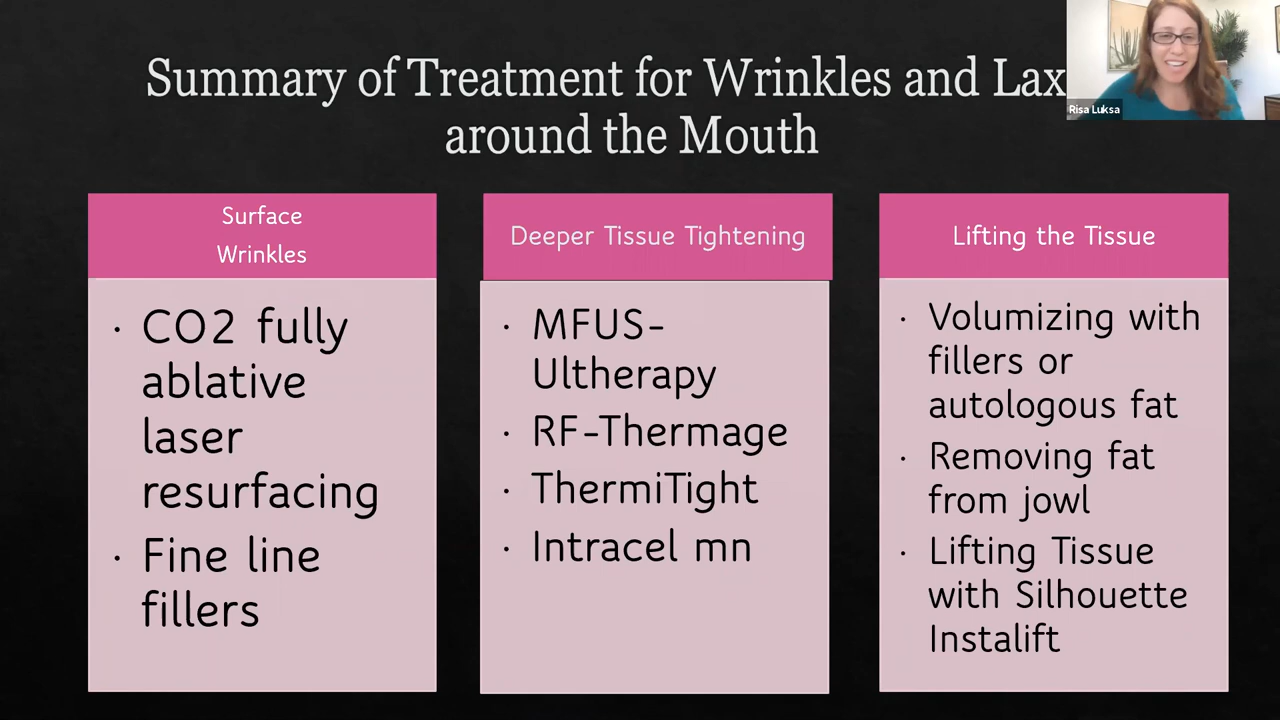 Summary of Treatment for Wrinkles and Lax
around the Mouth
Risa Luksa
Surface
Wrinkles
· CO2 fully
ablative
laser
resurfacing
· Fine line
fillers
Deeper Tissue Tightening
· MFUS-
Ultherapy
· RF-Thermage
· ThermiTight
· Intracel mn
Lifting the Tissue
· Volumizing with
fillers or
autologous fat
· Removing fat
from jowl
· Lifting Tissue
with Silhouette
Instalift